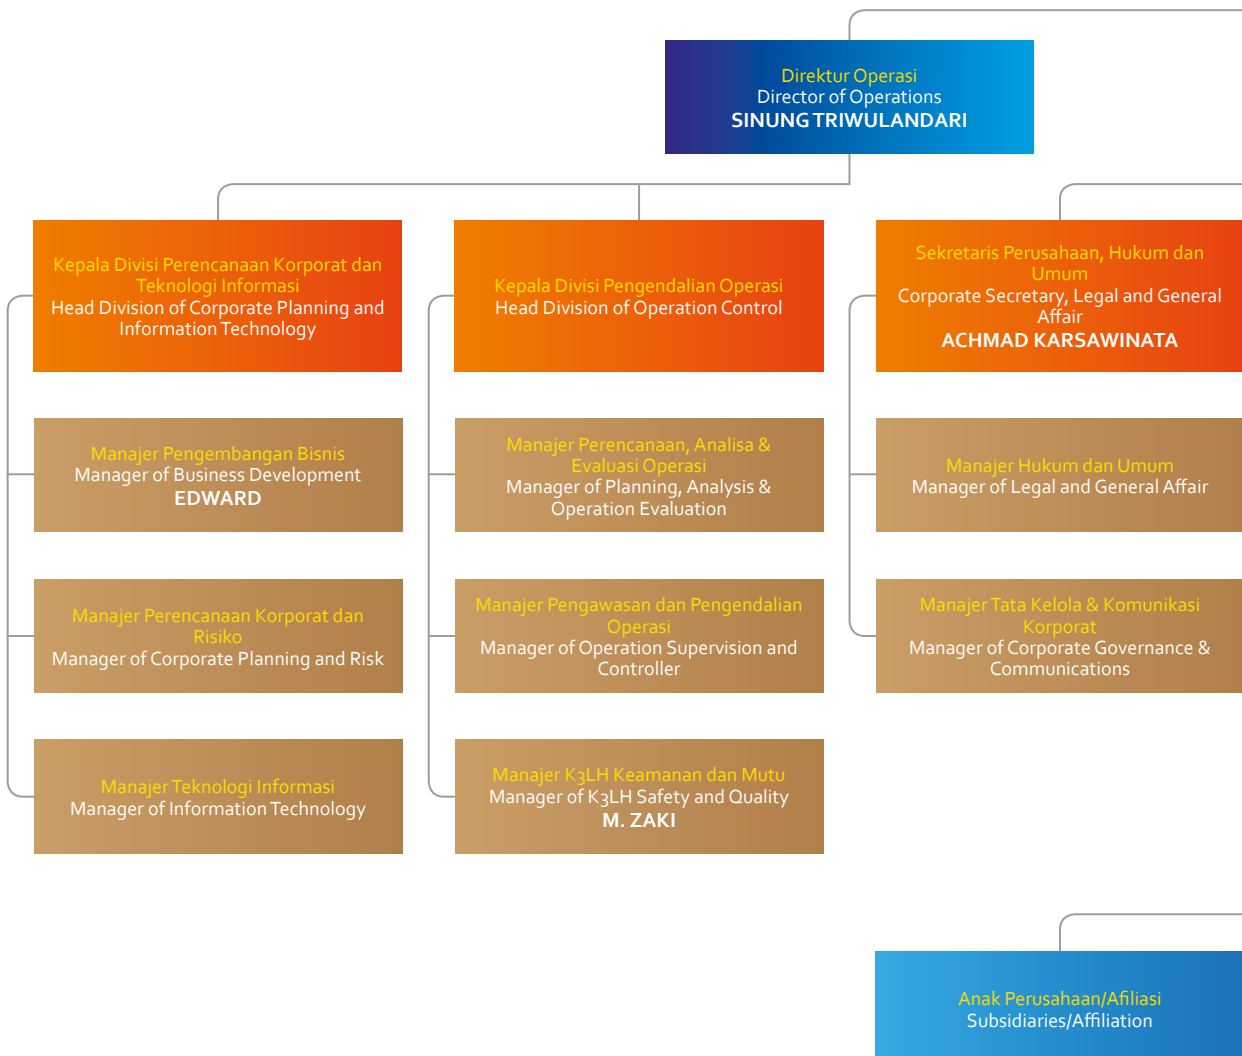 Direktur Operasi
Director of Operations
SINUNG TRIWULANDARI
Kepala Divisi Perencanaan Korporat dan
Teknologi Informasi
Head Division of Corporate Planning and
Information Technology
Kepala Divisi Pengendalian Operasi
Head Division of Operation Control
Sekretaris Perusahaan, Hukum dan
Umum
Corporate Secretary, Legal and General
Affair
ACHMAD KARSAWINATA
Manajer Pengembangan Bisnis
Manager of Business Development
EDWARD
Manajer Perencanaan, Analisa &
Evaluasi Operasi
Manager of Planning, Analysis &
Operation Evaluation
Manajer Hukum dan Umum
Manager of Legal and General Affair
Manajer Perencanaan Korporat dan
Risiko
Manager of Corporate Planning and Risk
Manajer Pengawasan dan Pengendalian
Operasi
Manager of Operation Supervision and
Controller
Manajer Tata Kelola & Komunikasi
Korporat
Manager of Corporate Governance &
Communications
Manajer Teknologi Informasi
Manager of Information Technology
Manajer K3LH Keamanan dan Mutu
Manager of K3LH Safety and Quality
M. ZAKI
Anak Perusahaan/Afiliasi
Subsidiaries/Affiliation